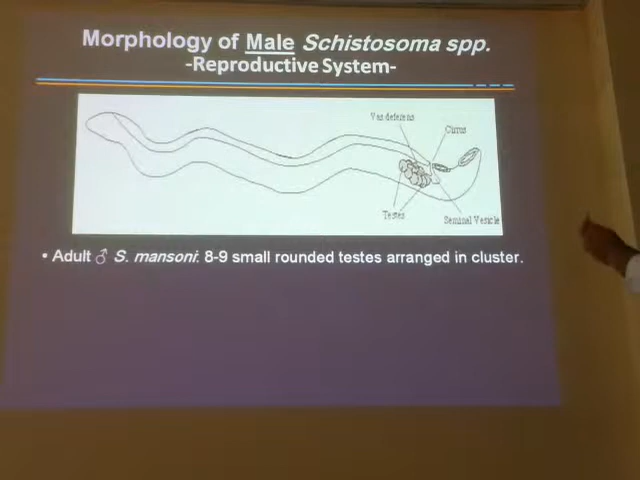 Morphology of Male Schistosoma spp.
-Reproductive System-
Vas deferens
Cirrus
Testes
Seminal Vesicle
• Adult ♂ S. mansoni: 8-9 small rounded testes arranged in cluster.